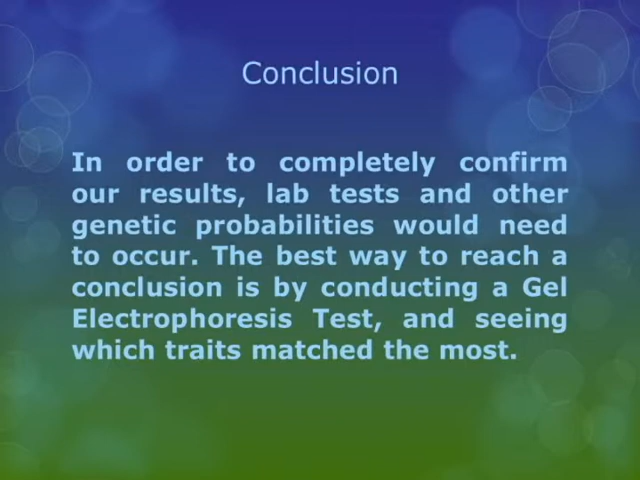 Conclusion
In order to completely confirm
our results, lab tests and other
genetic probabilities would need
to occur. The best way to reach a
conclusion is by conducting a Gel
Electrophoresis Test, and seeing
which traits matched the most.